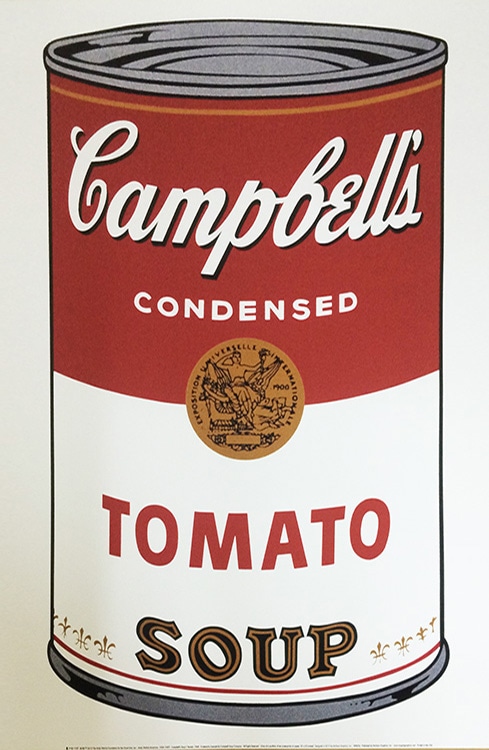 Campbell's
CONDENSED
EXPOSITION UNIVERSELLE INTERNATIONALE
1900
TOMATO
SOUP